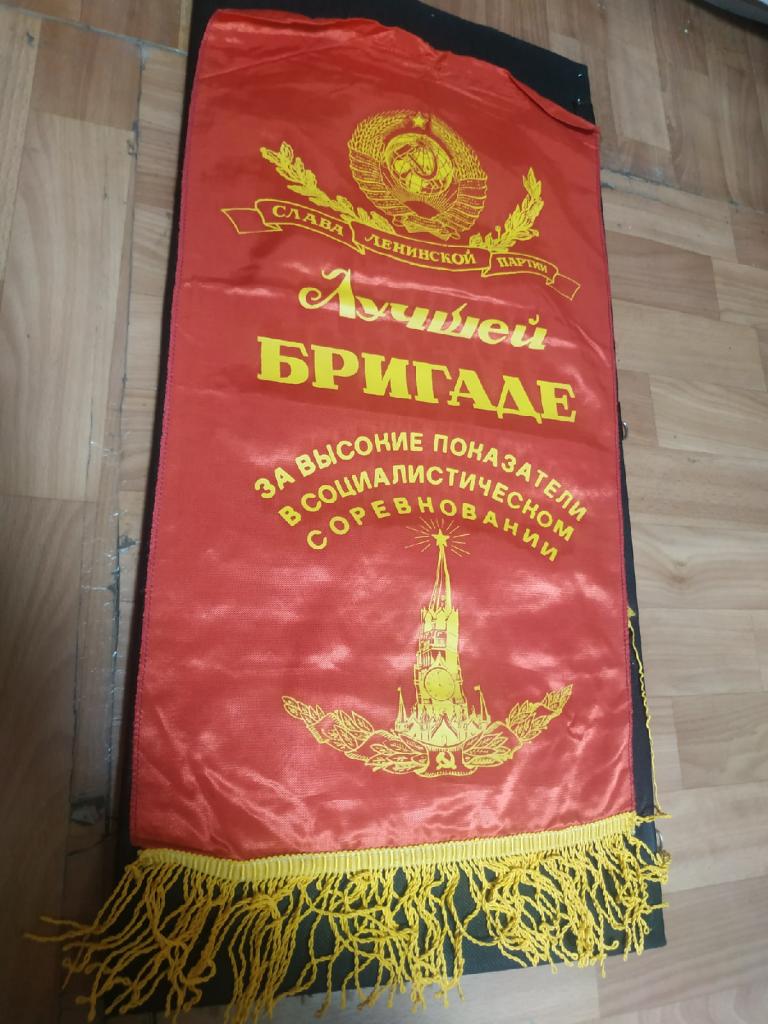 СЛАВА ЛЕНИНСКОЙ ПАРТИИ
Лучшей
БРИГАДЕ
ЗА ВЫСОКИЕ ПОКАЗАТЕЛИ
В СОЦИАЛИСТИЧЕСКОМ
СОРЕВНОВАНИИ